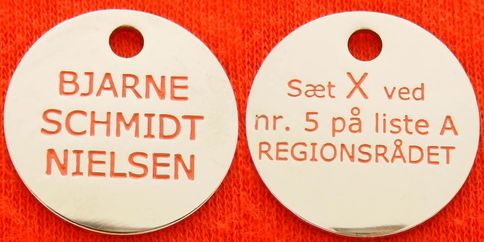 BJARNE
SCHMIDT
NIELSEN
Sæt X ved
nr. 5 på liste A
REGIONSRÅDET